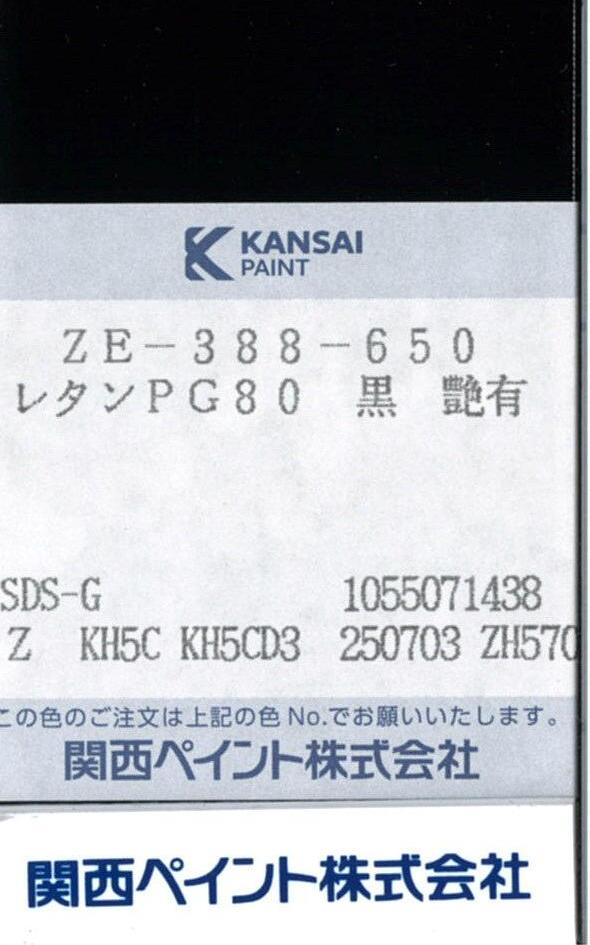 KANSAI
PAINT
ZE-388-650
レタンPG80 黒 艶有
SDS-G 1055071438
Z KH5C KH5CD3 250703 ZH570
この色のご注文は上記の色 No.でお願いいたします。
関西ペイント株式会社
関西ペイント株式会社